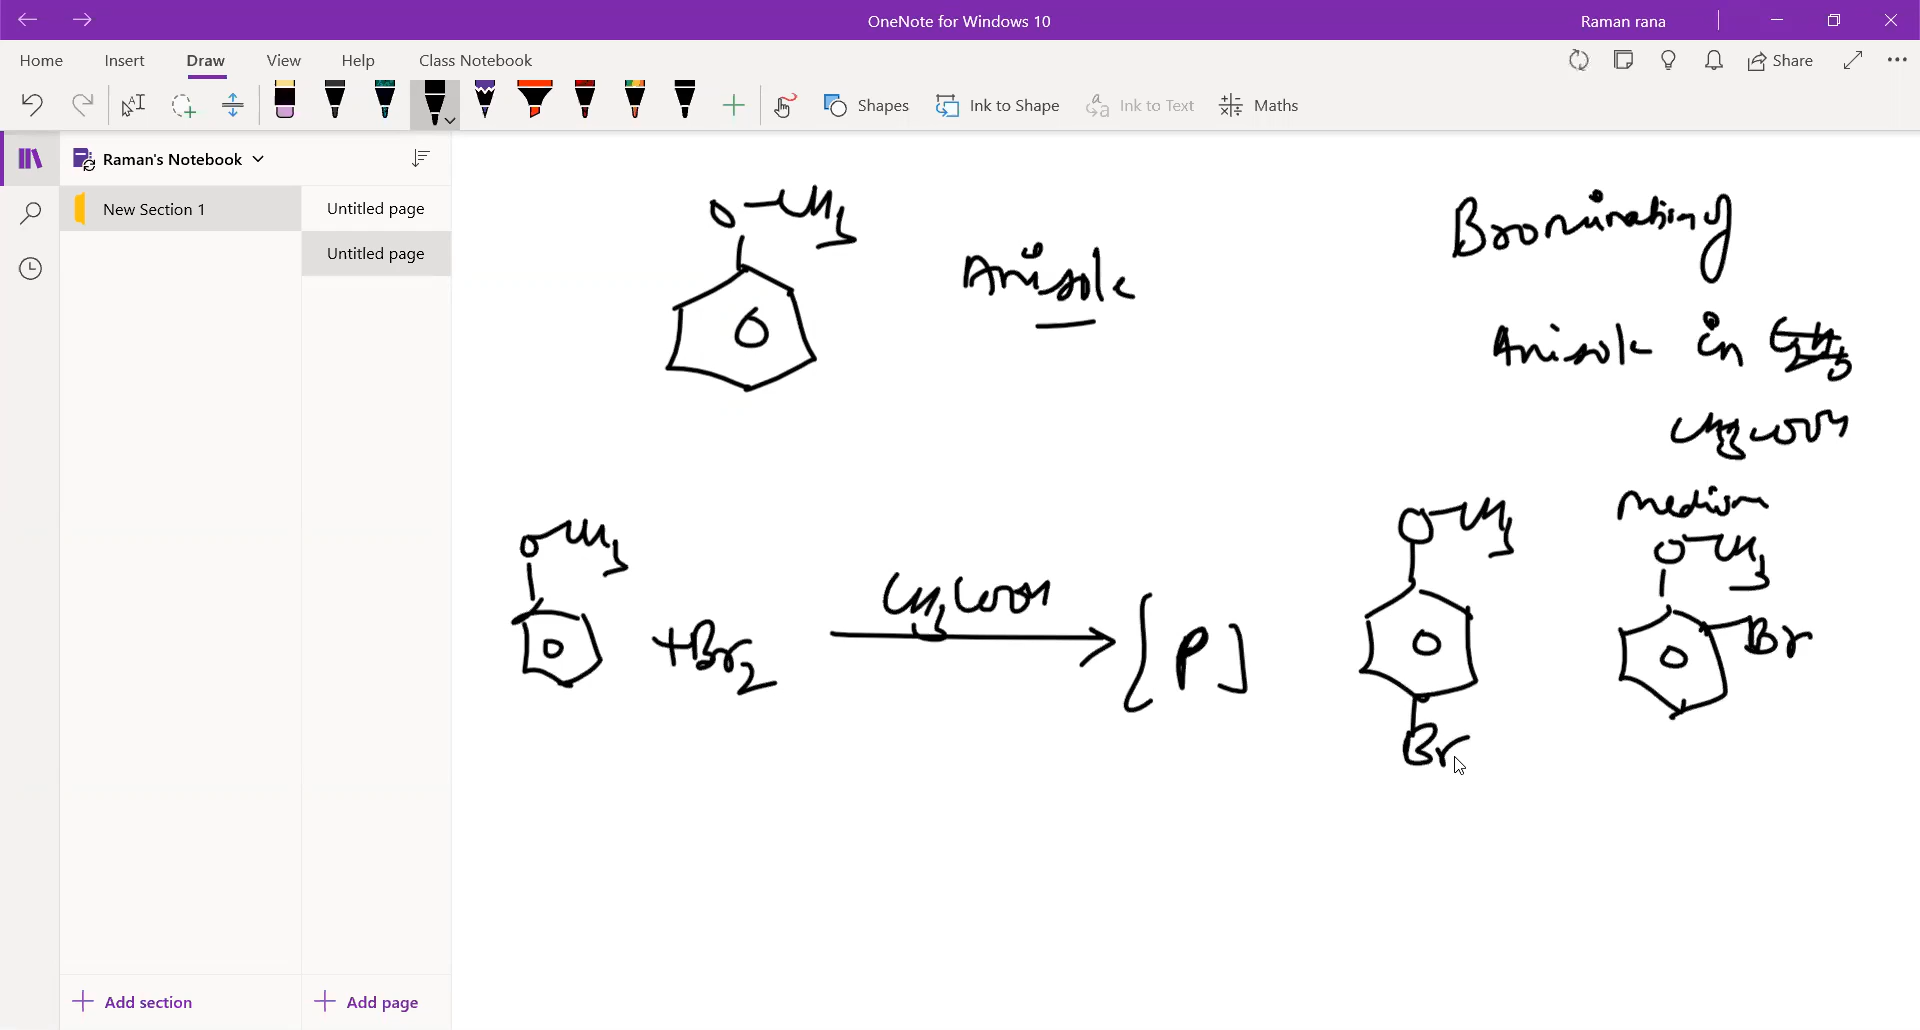 OneNote for Windows 10
Raman rana
Home Insert Draw View Help Class Notebook
Share
Shapes Ink to Shape Ink to Text Maths
Raman's Notebook
New Section 1
Untitled page
Untitled page
O-CH3
Anisole
Bromination of
Anisole in
CH3COOH
medium
O-CH3
+Br2
CH3COOH
[P]
O-CH3
Br
O-CH3
Br
Add section
Add page